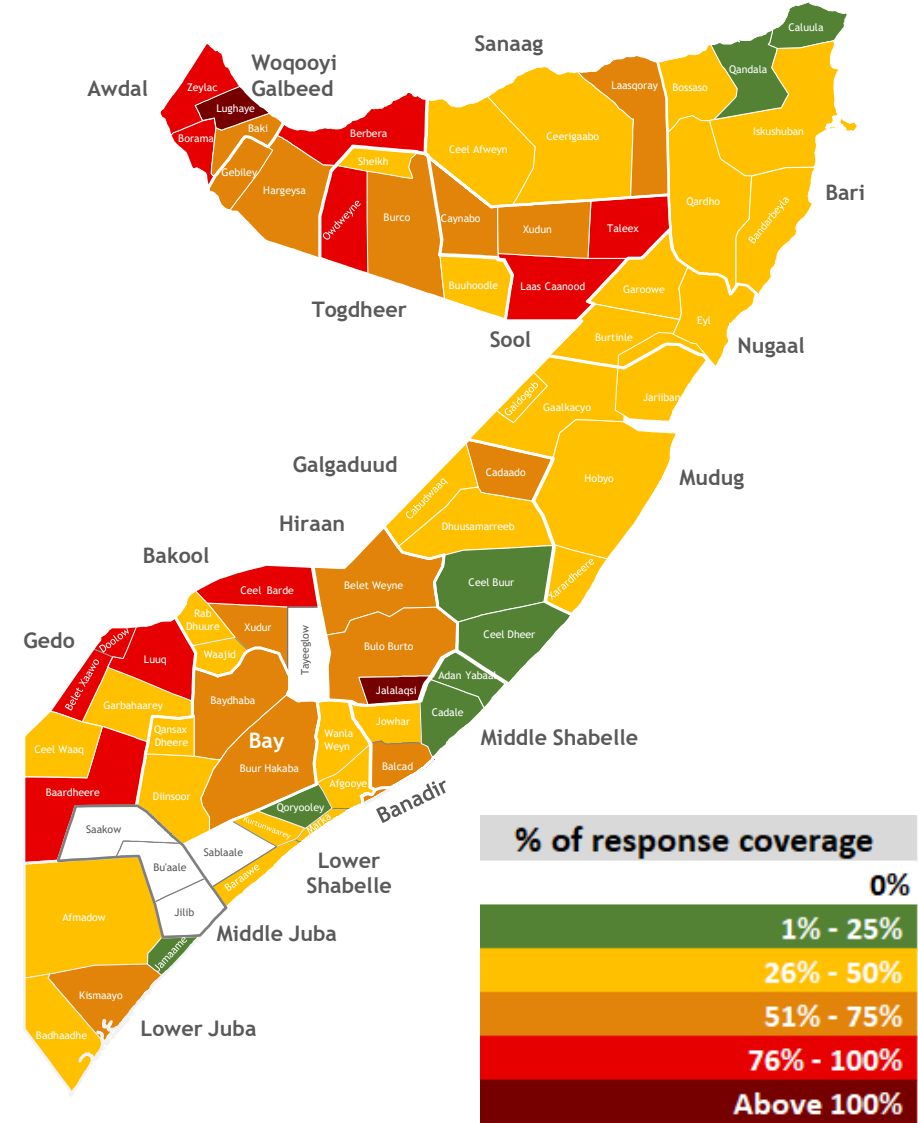 Caluula
Sanaag
Woqooyi
Galbeed
Qandala
Awdal
Zeylac
Laasqoray
Bossaso
Lughaye
Baki
Berbera
Borama
Ceerigaabo
Iskushuban
Ceel Afweyn
Sheikh
Gebiley
Hargeysa
Bari
Qardho
Bandarbeyla
Owdweyne
Burco
Caynabo
Xudun
Taleex
Buuhoodle
Laas Caanood
Garoowe
Togdheer
Eyl
Sool
Burtinle
Nugaal
Galdogob
Gaalkacyo
Jariiban
Galgaduud
Cadaado
Hobyo
Mudug
Cabudwaaq
Hiraan
Dhuusamarreeb
Bakool
Xarardheere
Ceel Barde
Belet Weyne
Ceel Buur
Rab
Dhuure
Xudur
Gedo
Doolow
Ceel Dheer
Waajid
Tayeeglow
Bulo Burto
Luuq
Belet Xaawo
Adan Yabaal
Jalalaqsi
Baydhaba
Garbahaarey
Cadale
Jowhar
Qansax
Dheere
Wanla
Weyn
Bay
Middle Shabelle
Ceel Waaq
Buur Hakaba
Balcad
Afgooye
Baardheere
Diinsoor
Banadir
Qoryooley
Marka
Kurtunwaarey
Saakow
Sablaale
Lower
Shabelle
Bu'aale
Baraawe
Jilib
Afmadow
Middle Juba
Jamaame
Kismaayo
Lower Juba
Badhaadhe
% of response coverage
0%
1% - 25%
26% - 50%
51% - 75%
76% - 100%
Above 100%